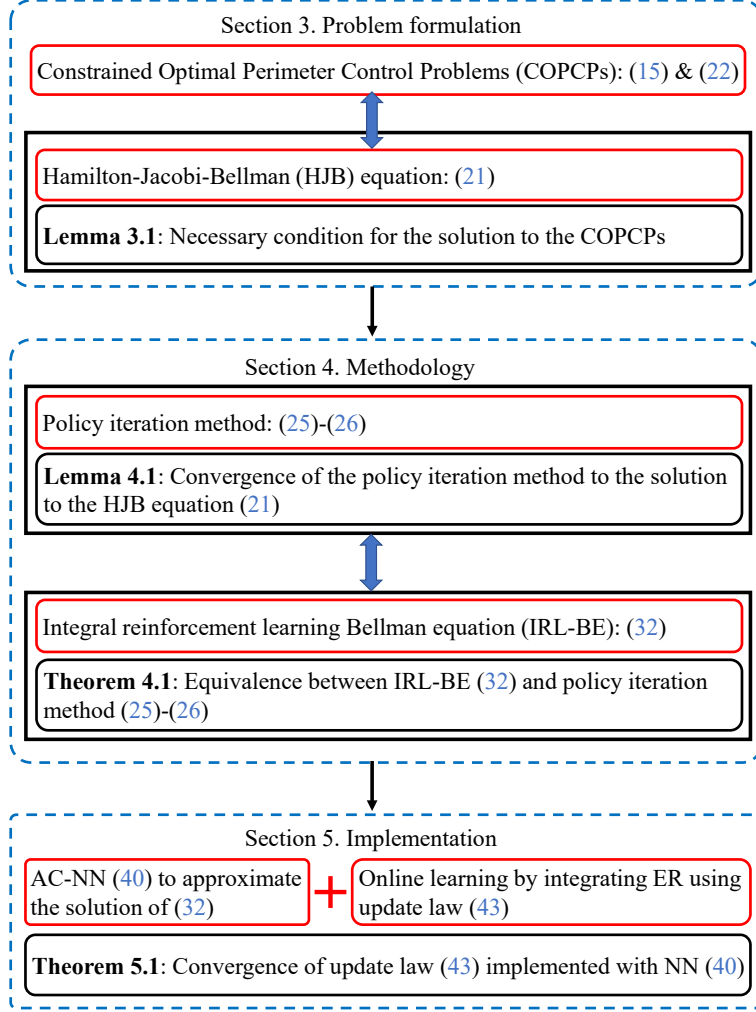 Section 3. Problem formulation
Constrained Optimal Perimeter Control Problems (COPCPs): (15) & (22)
Hamilton-Jacobi-Bellman (HJB) equation: (21)
Lemma 3.1: Necessary condition for the solution to the COPCPs
Section 4. Methodology
Policy iteration method: (25)-(26)
Lemma 4.1: Convergence of the policy iteration method to the solution
to the HJB equation (21)
Integral reinforcement learning Bellman equation (IRL-BE): (32)
Theorem 4.1: Equivalence between IRL-BE (32) and policy iteration
method (25)-(26)
Section 5. Implementation
AC-NN (40) to approximate
the solution of (32)
+
Online learning by integrating ER using
update law (43)
Theorem 5.1: Convergence of update law (43) implemented with NN (40)